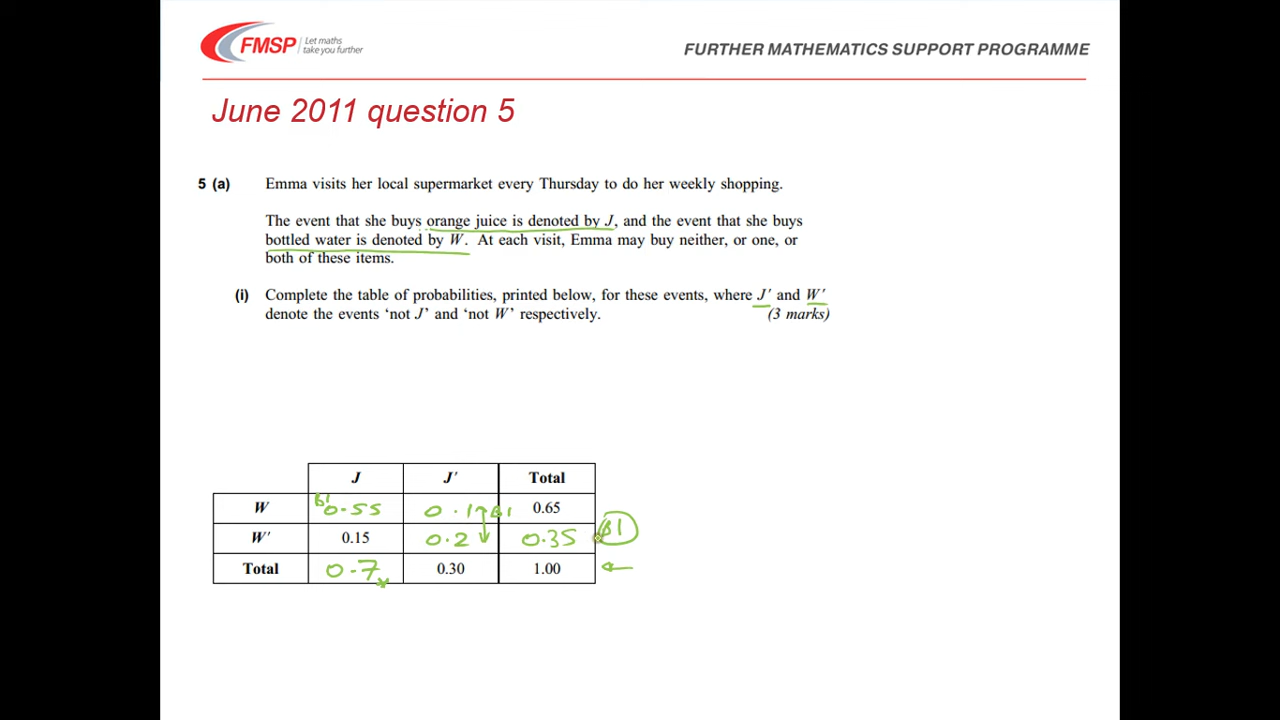 FMSP
Let maths
take you further
FURTHER MATHEMATICS SUPPORT PROGRAMME
June 2011 question 5
5 (a) Emma visits her local supermarket every Thursday to do her weekly shopping.
The event that she buys orange juice is denoted by J, and the event that she buys
bottled water is denoted by W. At each visit, Emma may buy neither, or one, or
both of these items.
(i) Complete the table of probabilities, printed below, for these events, where J′ and W′
denote the events ‘not J’ and ‘not W’ respectively. (3 marks)
J J′ Total
W B1 0.55 0.1 B1 0.65
W′ 0.15 0.2 0.35 B1
Total 0.7 0.30 1.00